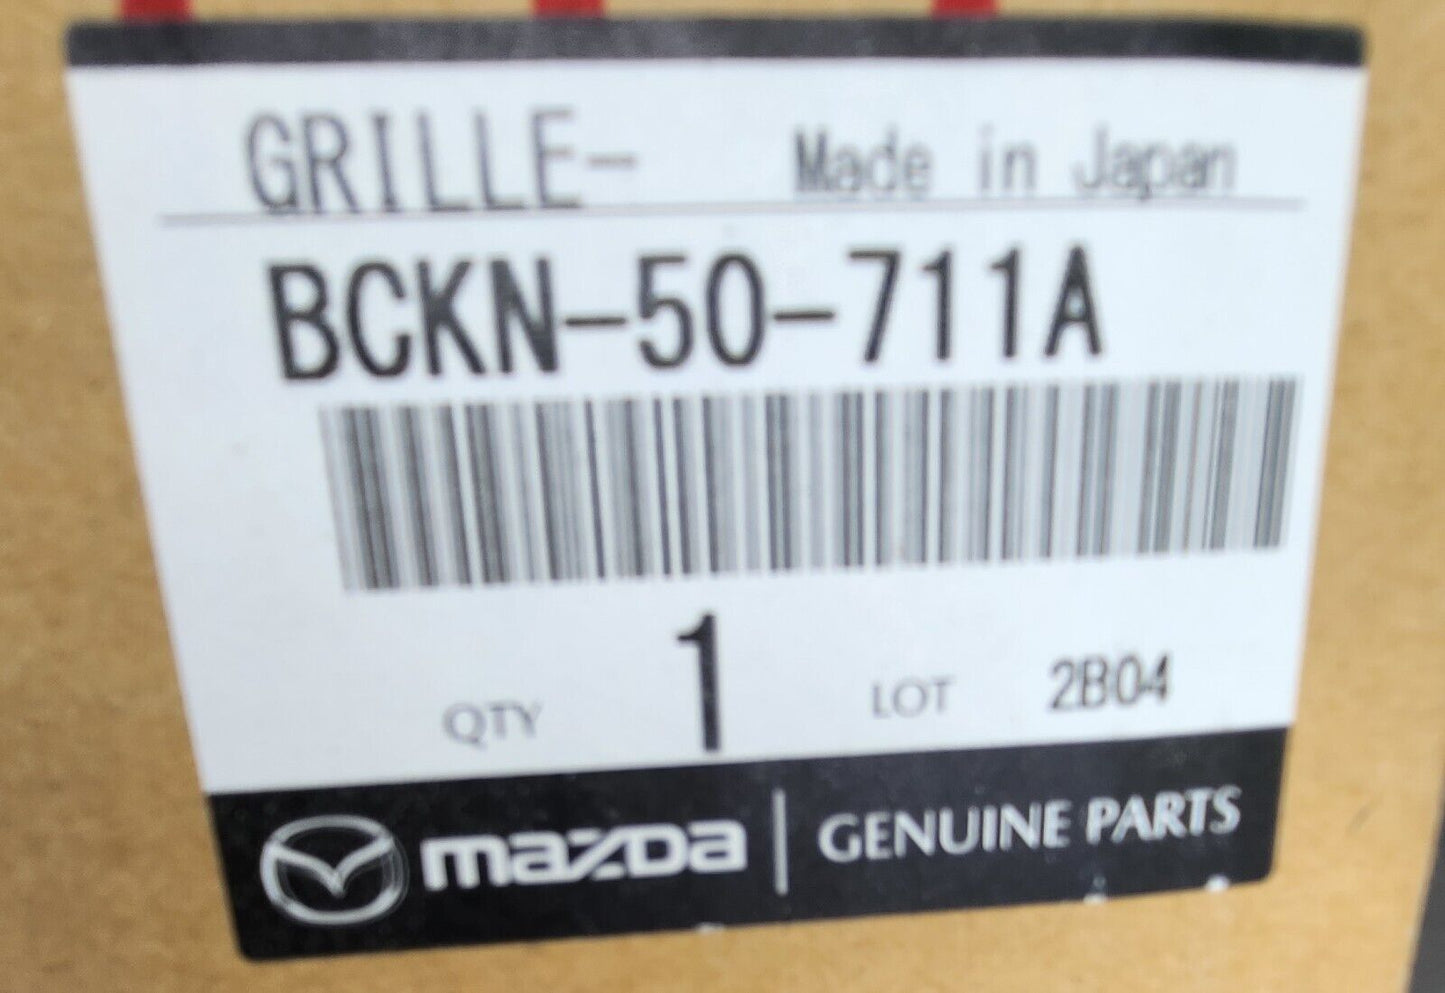 GRILLE- Made in Japan
BCKN-50-711A
QTY 1 LOT 2B04
mazda GENUINE PARTS